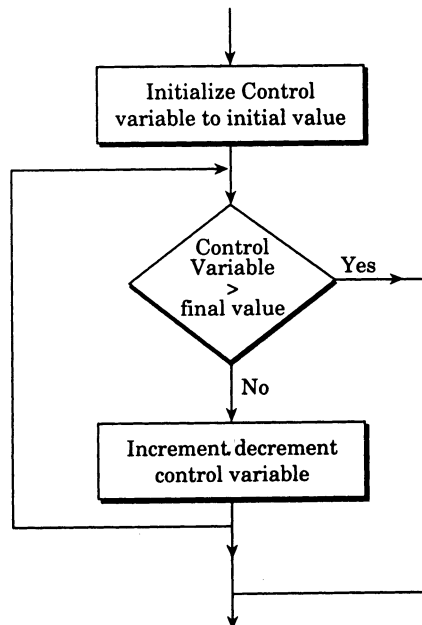 Initialize Control
variable to initial value
Control
Variable
>
final value
Yes
No
Increment. decrement
control variable